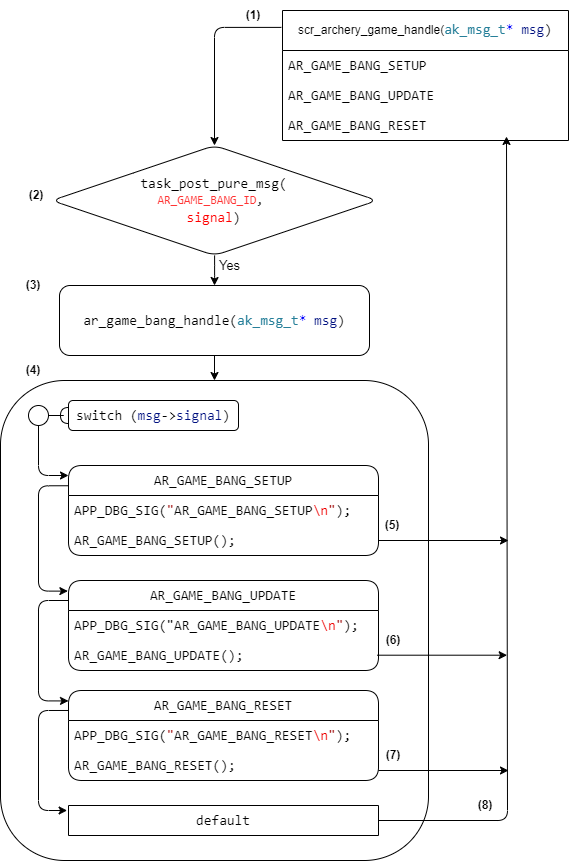 (1)
scr_archery_game_handle(ak_msg_t* msg)
AR_GAME_BANG_SETUP
AR_GAME_BANG_UPDATE
AR_GAME_BANG_RESET
(2)
task_post_pure_msg(
AR_GAME_BANG_ID,
signal)
Yes
(3)
ar_game_bang_handle(ak_msg_t* msg)
(4)
switch (msg->signal)
AR_GAME_BANG_SETUP
APP_DBG_SIG("AR_GAME_BANG_SETUP\n");
AR_GAME_BANG_SETUP();
(5)
AR_GAME_BANG_UPDATE
APP_DBG_SIG("AR_GAME_BANG_UPDATE\n");
AR_GAME_BANG_UPDATE();
(6)
AR_GAME_BANG_RESET
APP_DBG_SIG("AR_GAME_BANG_RESET\n");
AR_GAME_BANG_RESET();
(7)
default
(8)